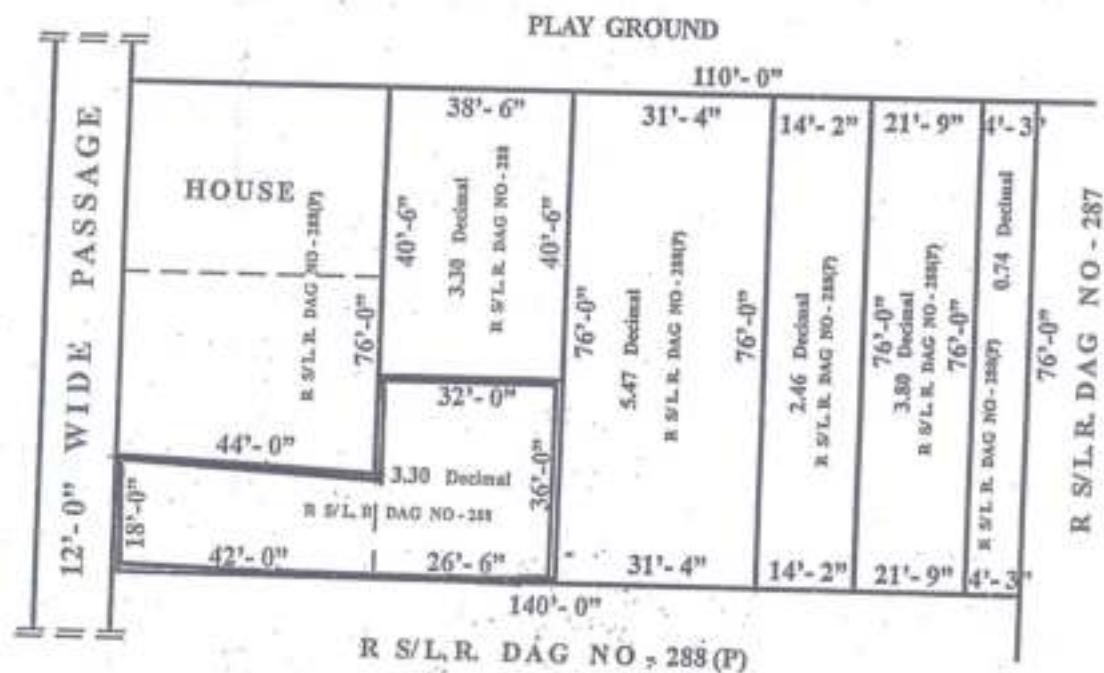 PLAY GROUND
110'- 0"
38'- 6"
31'- 4"
14'- 2"
21'- 9"
4'- 3"
12'- 0" WIDE PASSAGE
HOUSE
R S/L.R. DAG NO - 288(P)
76'-0"
40'-6"
3.30 Decimal
R S/L.R. DAG NO - 288
40'-6"
76'-0"
5.47 Decimal
R S/L.R. DAG NO - 288(P)
76'-0"
2.46 Decimal
R S/L.R. DAG NO - 288(P)
76'-0"
3.80 Decimal
R S/L.R. DAG NO - 288(P)
76'-0"
R S/L.R. DAG NO - 288(P)
0.74 Decimal
76'-0"
R S/L.R. DAG NO - 287
32'- 0"
44'- 0"
3.30 Decimal
36'-0"
R S/L.R DAG NO - 288
18'-0"
42'- 0"
26'- 6"
31'- 4"
14'- 2"
21'- 9"
4'- 3"
140'- 0"
R S/L.R. DAG NO - 288 (P)